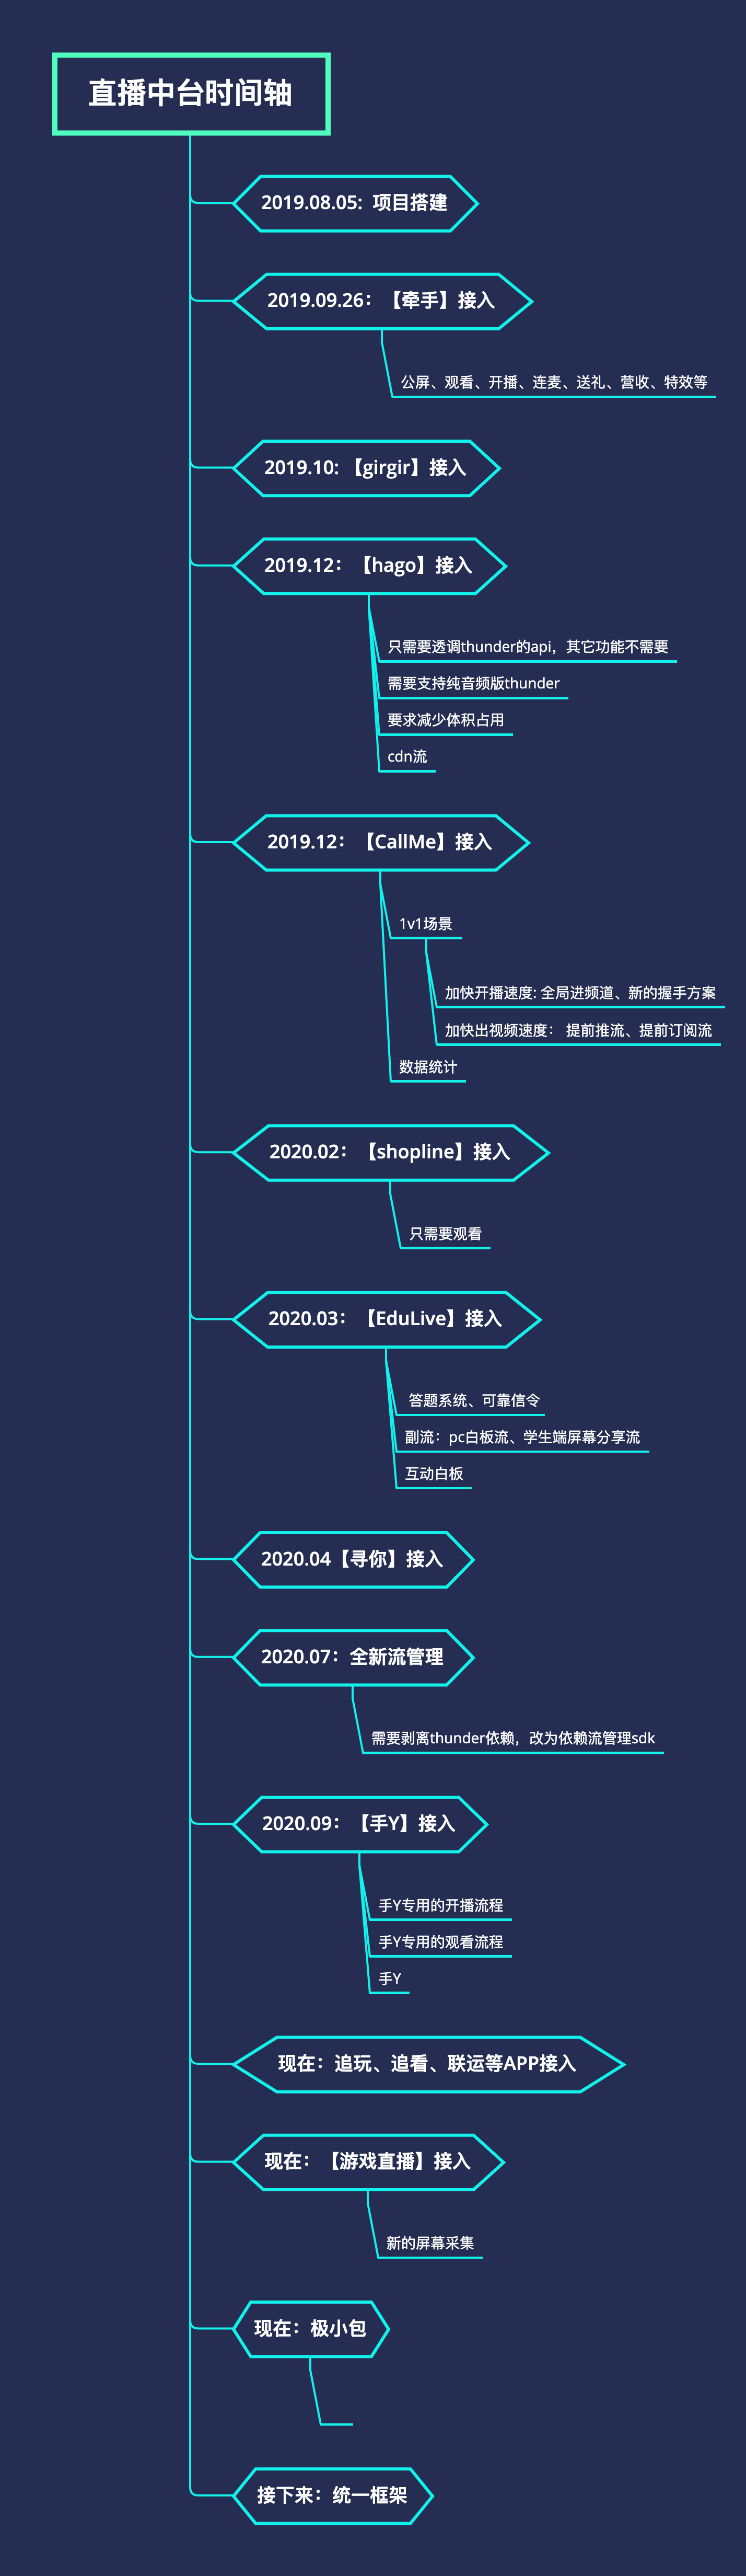 直播中台时间轴
2019.08.05: 项目搭建
2019.09.26：【牵手】接入
公屏、观看、开播、连麦、送礼、营收、特效等
2019.10:【girgir】接入
2019.12：【hago】接入
只需要透调thunder的api，其它功能不需要
需要支持纯音频版thunder
要求减少体积占用
cdn流
2019.12：【CallMe】接入
1v1场景
加快开播速度: 全局进频道、新的握手方案
加快出视频速度： 提前推流、提前订阅流
数据统计
2020.02：【shopline】接入
只需要观看
2020.03：【EduLive】接入
答题系统、可靠信令
副流：pc白板流、学生端屏幕分享流
互动白板
2020.04【寻你】接入
2020.07：全新流管理
需要剥离thunder依赖，改为依赖流管理sdk
2020.09：【手Y】接入
手Y专用的开播流程
手Y专用的观看流程
手Y
现在：追玩、追看、联运等APP接入
现在：【游戏直播】接入
新的屏幕采集
现在：极小包
接下来：统一框架